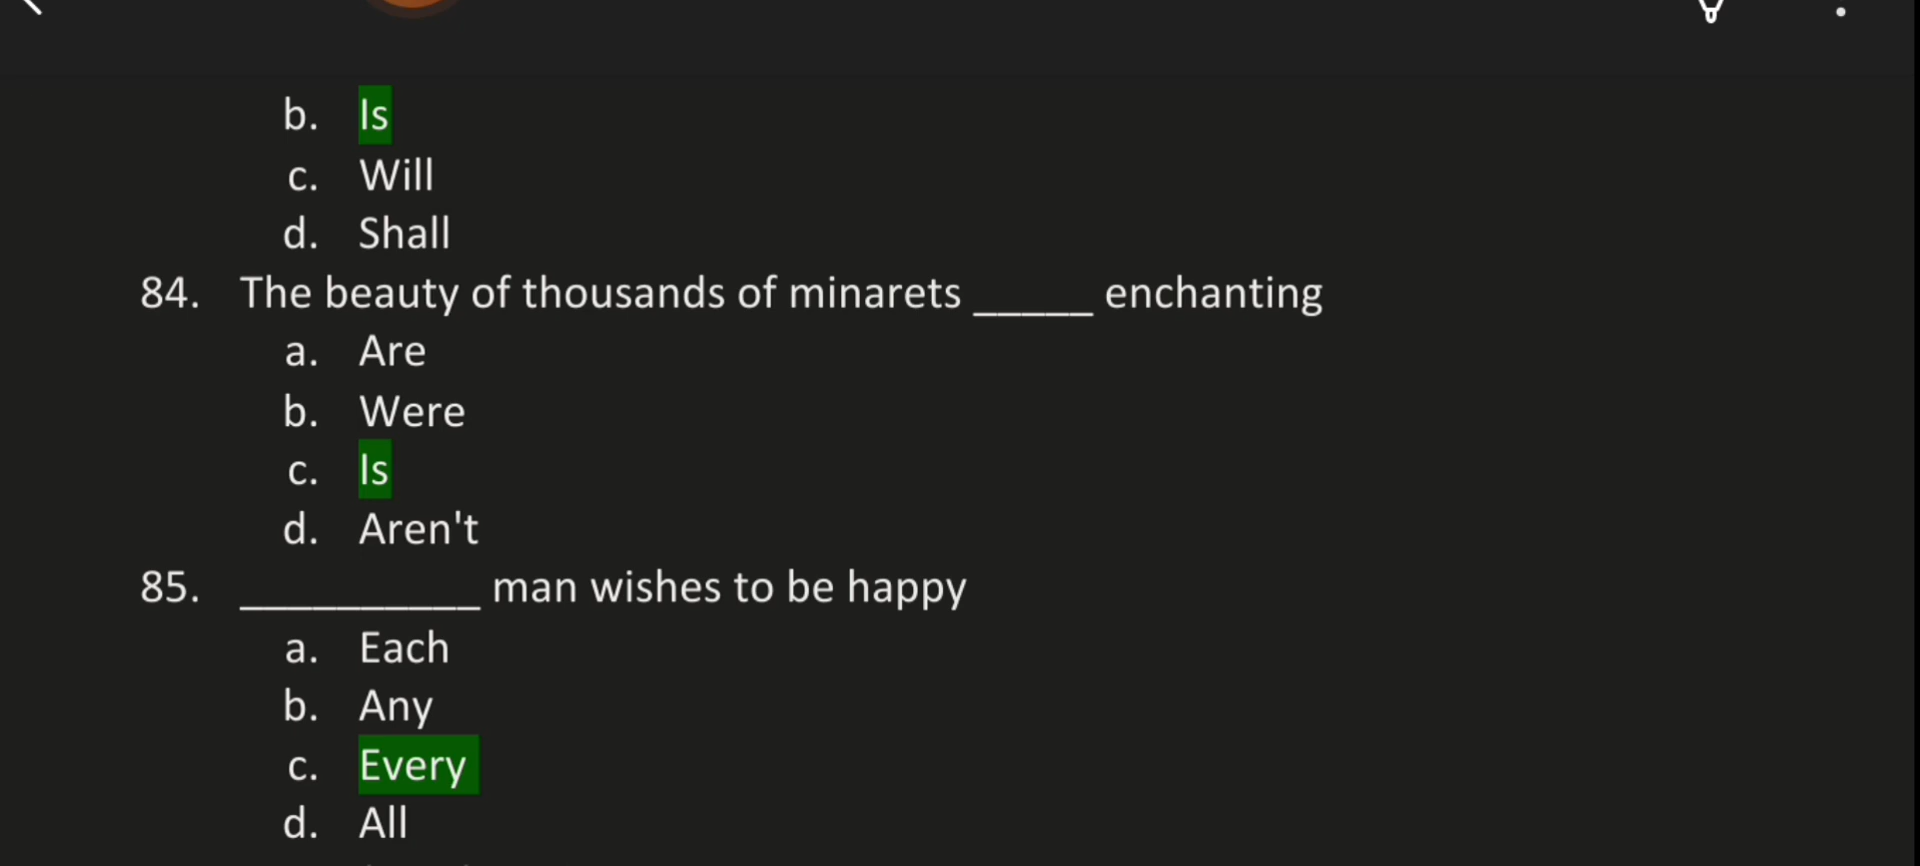 b. Is
c. Will
d. Shall
84. The beauty of thousands of minarets _____ enchanting
a. Are
b. Were
c. Is
d. Aren't
85. __________ man wishes to be happy
a. Each
b. Any
c. Every
d. All